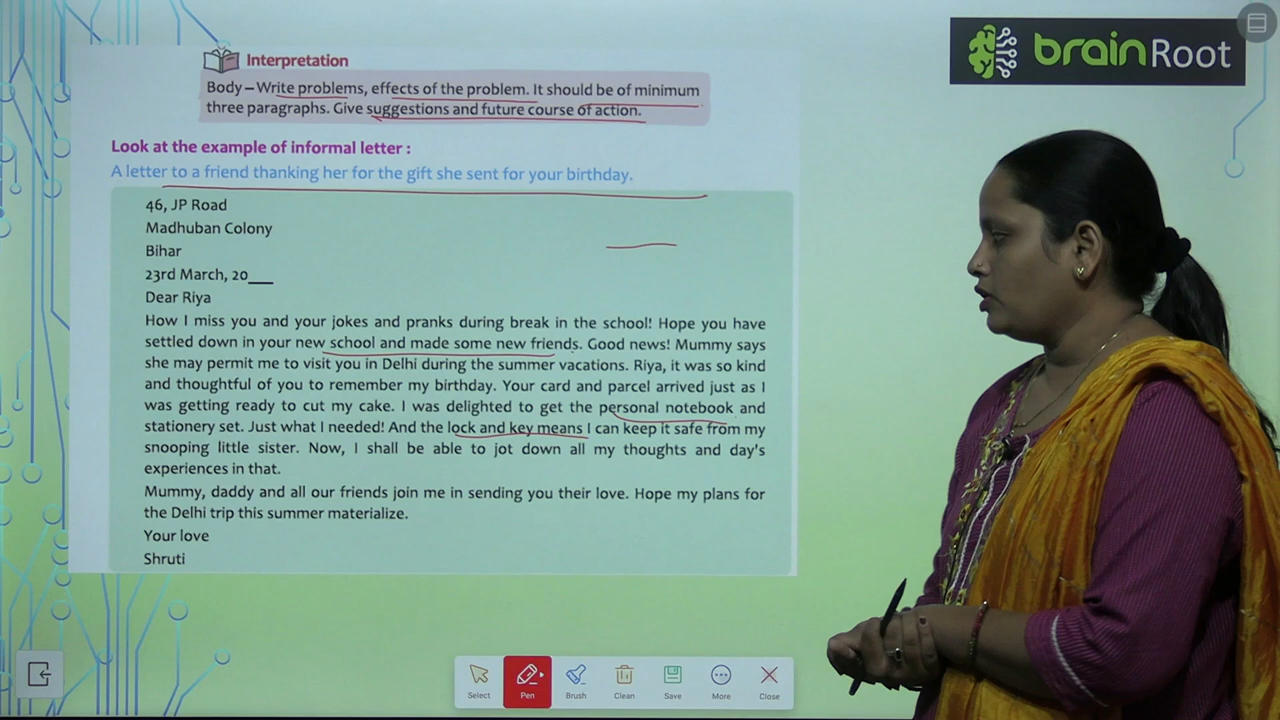 brainRoot
Interpretation
Body – Write problems, effects of the problem. It should be of minimum
three paragraphs. Give suggestions and future course of action.
Look at the example of informal letter :
A letter to a friend thanking her for the gift she sent for your birthday.
46, JP Road
Madhuban Colony
Bihar
23rd March, 20__
Dear Riya
How I miss you and your jokes and pranks during break in the school! Hope you have
settled down in your new school and made some new friends. Good news! Mummy says
she may permit me to visit you in Delhi during the summer vacations. Riya, it was so kind
and thoughtful of you to remember my birthday. Your card and parcel arrived just as I
was getting ready to cut my cake. I was delighted to get the personal notebook and
stationery set. Just what I needed! And the lock and key means I can keep it safe from my
snooping little sister. Now, I shall be able to jot down all my thoughts and day's
experiences in that.
Mummy, daddy and all our friends join me in sending you their love. Hope my plans for
the Delhi trip this summer materialize.
Your love
Shruti
Select
Pen
Brush
Clean
Save
More
Close